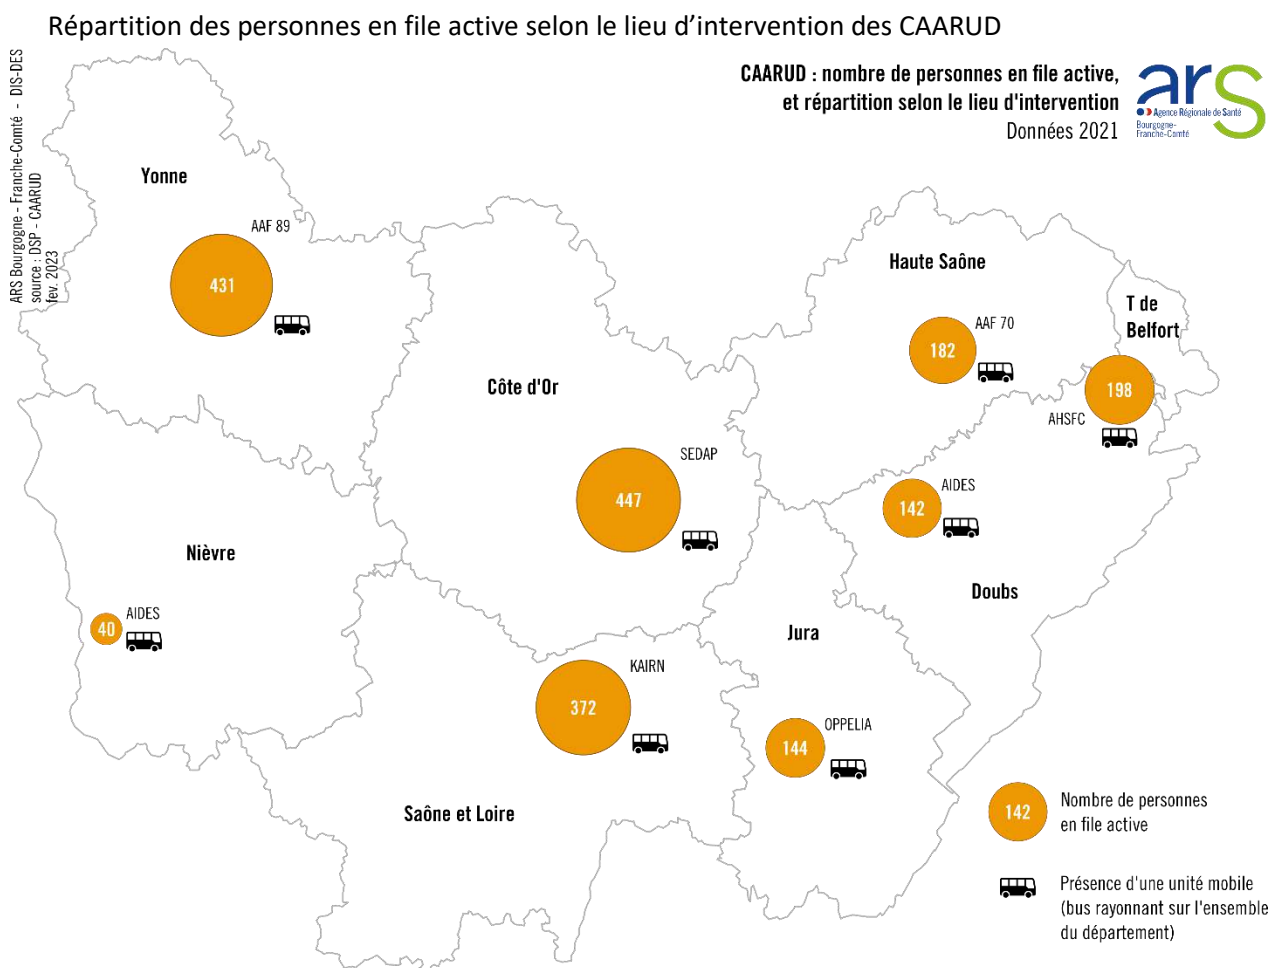 Répartition des personnes en file active selon le lieu d’intervention des CAARUD
CAARUD : nombre de personnes en file active,
et répartition selon le lieu d'intervention
Données 2021
ars
Agence Régionale de Santé
Bourgogne-
Franche-Comté
ARS Bourgogne - Franche-Comté - DIS-DES
source : DSP - CAARUD
fev. 2023
Yonne
AAF 89
431
Haute Saône
AAF 70
182
T de
Belfort
198
AHSFC
Côte d'Or
SEDAP
447
AIDES
142
Doubs
Nièvre
AIDES
40
Jura
KAIRN
372
OPPELIA
144
Saône et Loire
142
Nombre de personnes
en file active
Présence d'une unité mobile
(bus rayonnant sur l'ensemble
du département)